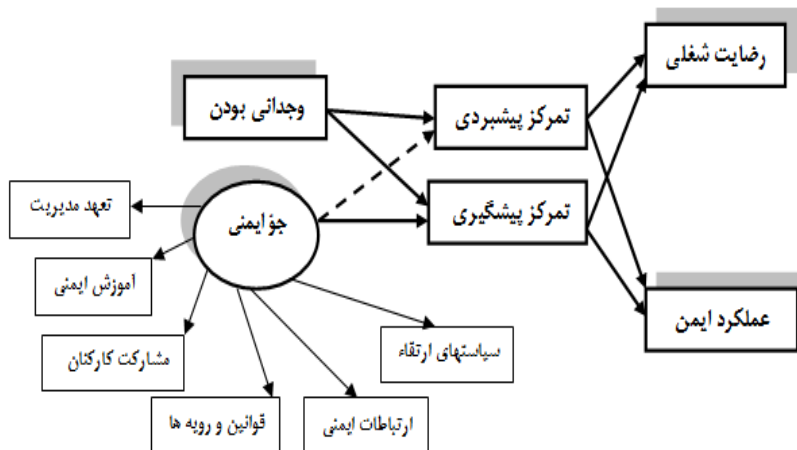 رضایت شغلی
وجدانی بودن
تمرکز پیشبردی
تمرکز پیشگیری
جوّ ایمنی
تعهد مدیریت
آموزش ایمنی
مشارکت کارکنان
قوانین و رویه ها
ارتباطات ایمنی
سیاستهای ارتقاء
عملکرد ایمن